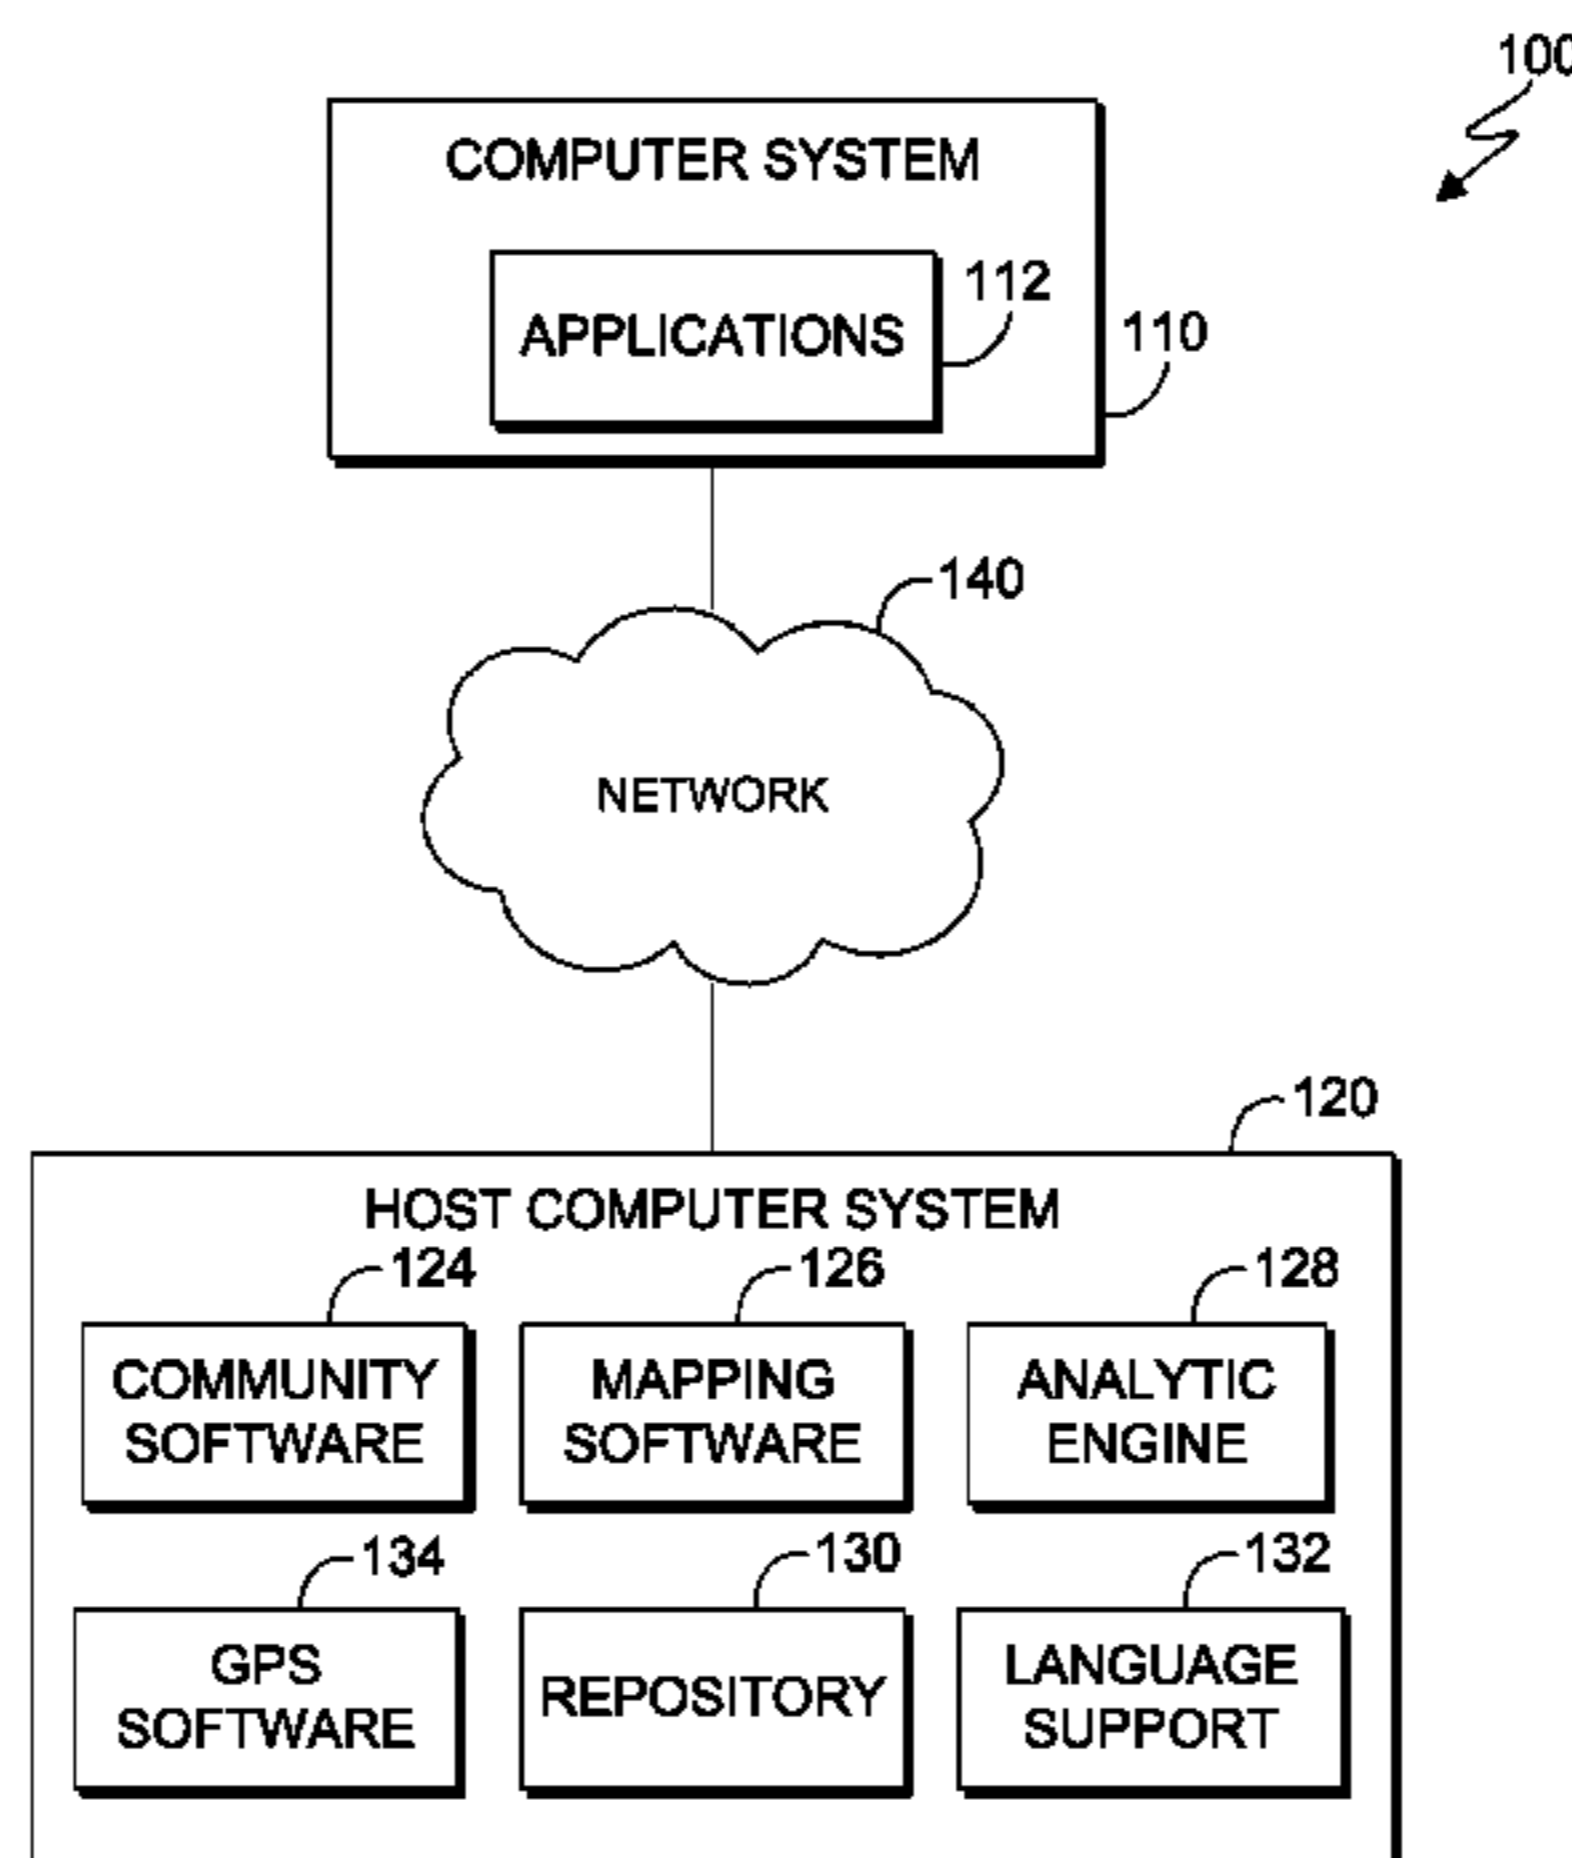 100
COMPUTER SYSTEM
112
APPLICATIONS
110
140
NETWORK
120
HOST COMPUTER SYSTEM
124
126
128
COMMUNITY
SOFTWARE
MAPPING
SOFTWARE
ANALYTIC
ENGINE
134
130
132
GPS
SOFTWARE
REPOSITORY
LANGUAGE
SUPPORT